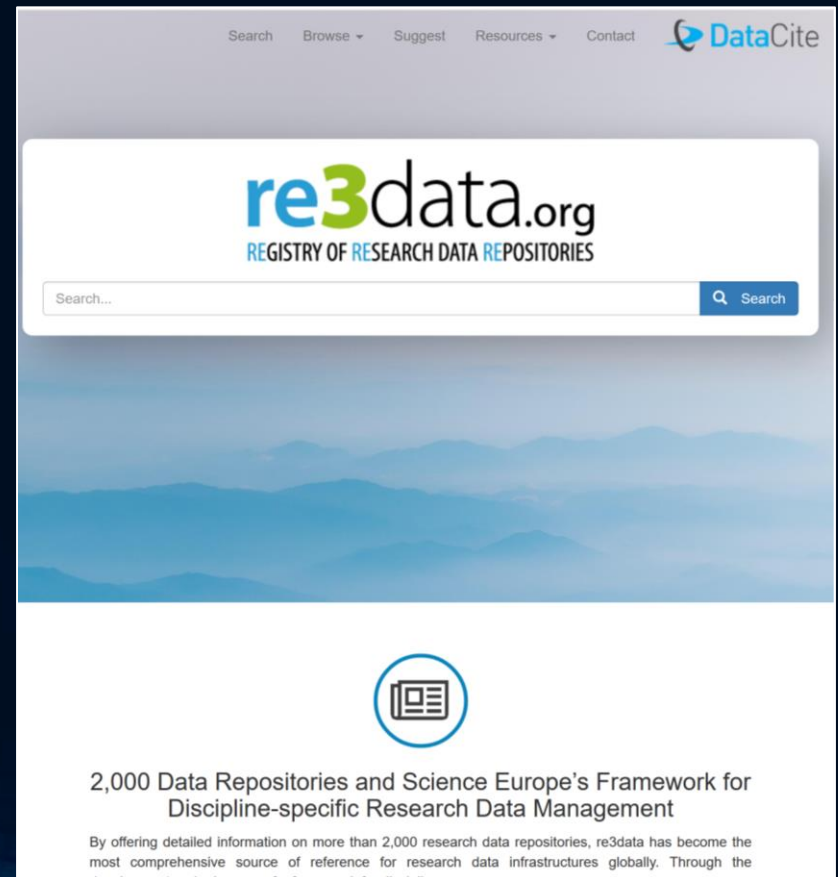 Search Browse Suggest Resources Contact DataCite
re3data.org
REGISTRY OF RESEARCH DATA REPOSITORIES
Search... Search
2,000 Data Repositories and Science Europe's Framework for
Discipline-specific Research Data Management
By offering detailed information on more than 2,000 research data repositories, re3data has become the
most comprehensive source of reference for research data infrastructures globally. Through the